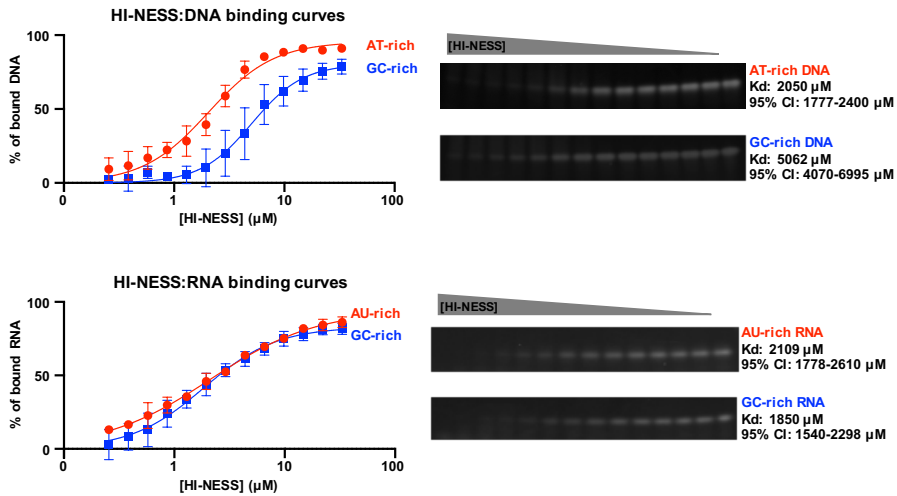 HI-NESS:DNA binding curves
% of bound DNA
100
50
0
0
1
10
100
[HI-NESS] (µM)
AT-rich
GC-rich
[HI-NESS]
AT-rich DNA
Kd: 2050 µM
95% CI: 1777-2400 µM
GC-rich DNA
Kd: 5062 µM
95% CI: 4070-6995 µM
HI-NESS:RNA binding curves
% of bound RNA
100
50
0
0
1
10
100
[HI-NESS] (µM)
AU-rich
GC-rich
[HI-NESS]
AU-rich RNA
Kd: 2109 µM
95% CI: 1778-2610 µM
GC-rich RNA
Kd: 1850 µM
95% CI: 1540-2298 µM